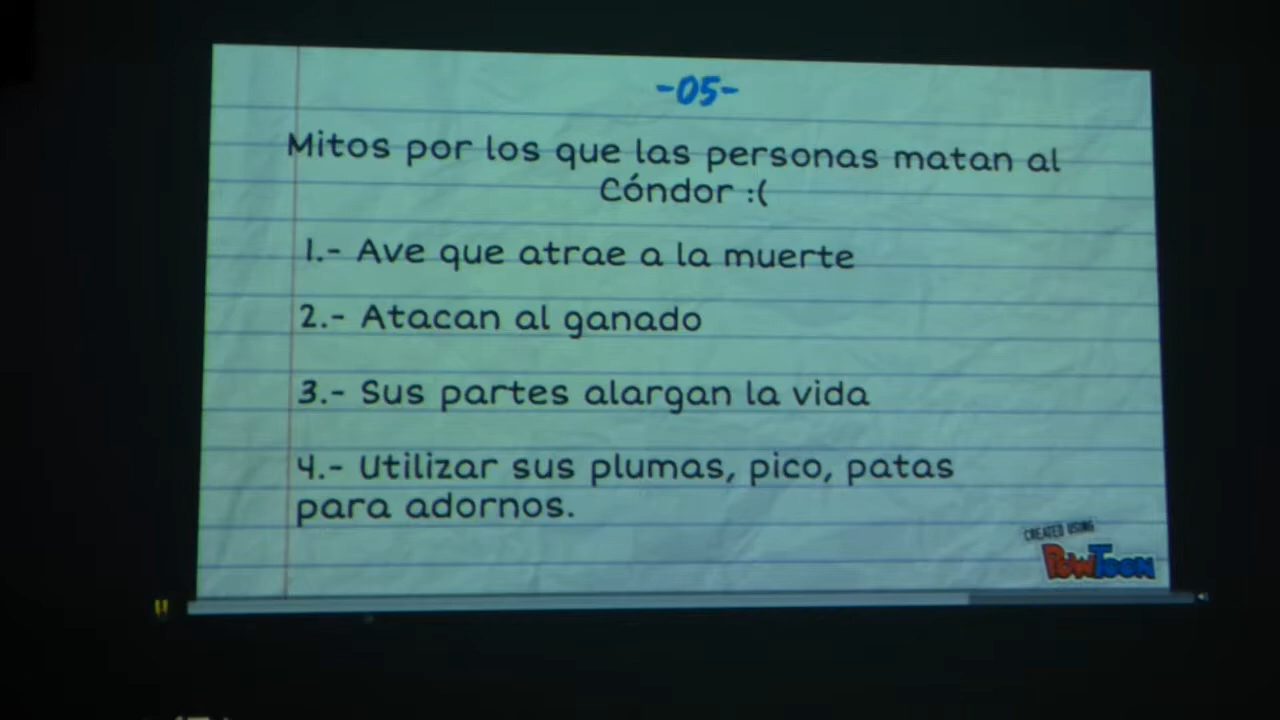 -05-
Mitos por los que las personas matan al
Cóndor :(
1.- Ave que atrae a la muerte
2.- Atacan al ganado
3.- Sus partes alargan la vida
4.- Utilizar sus plumas, pico, patas
para adornos.
CREATED USING
PowToon